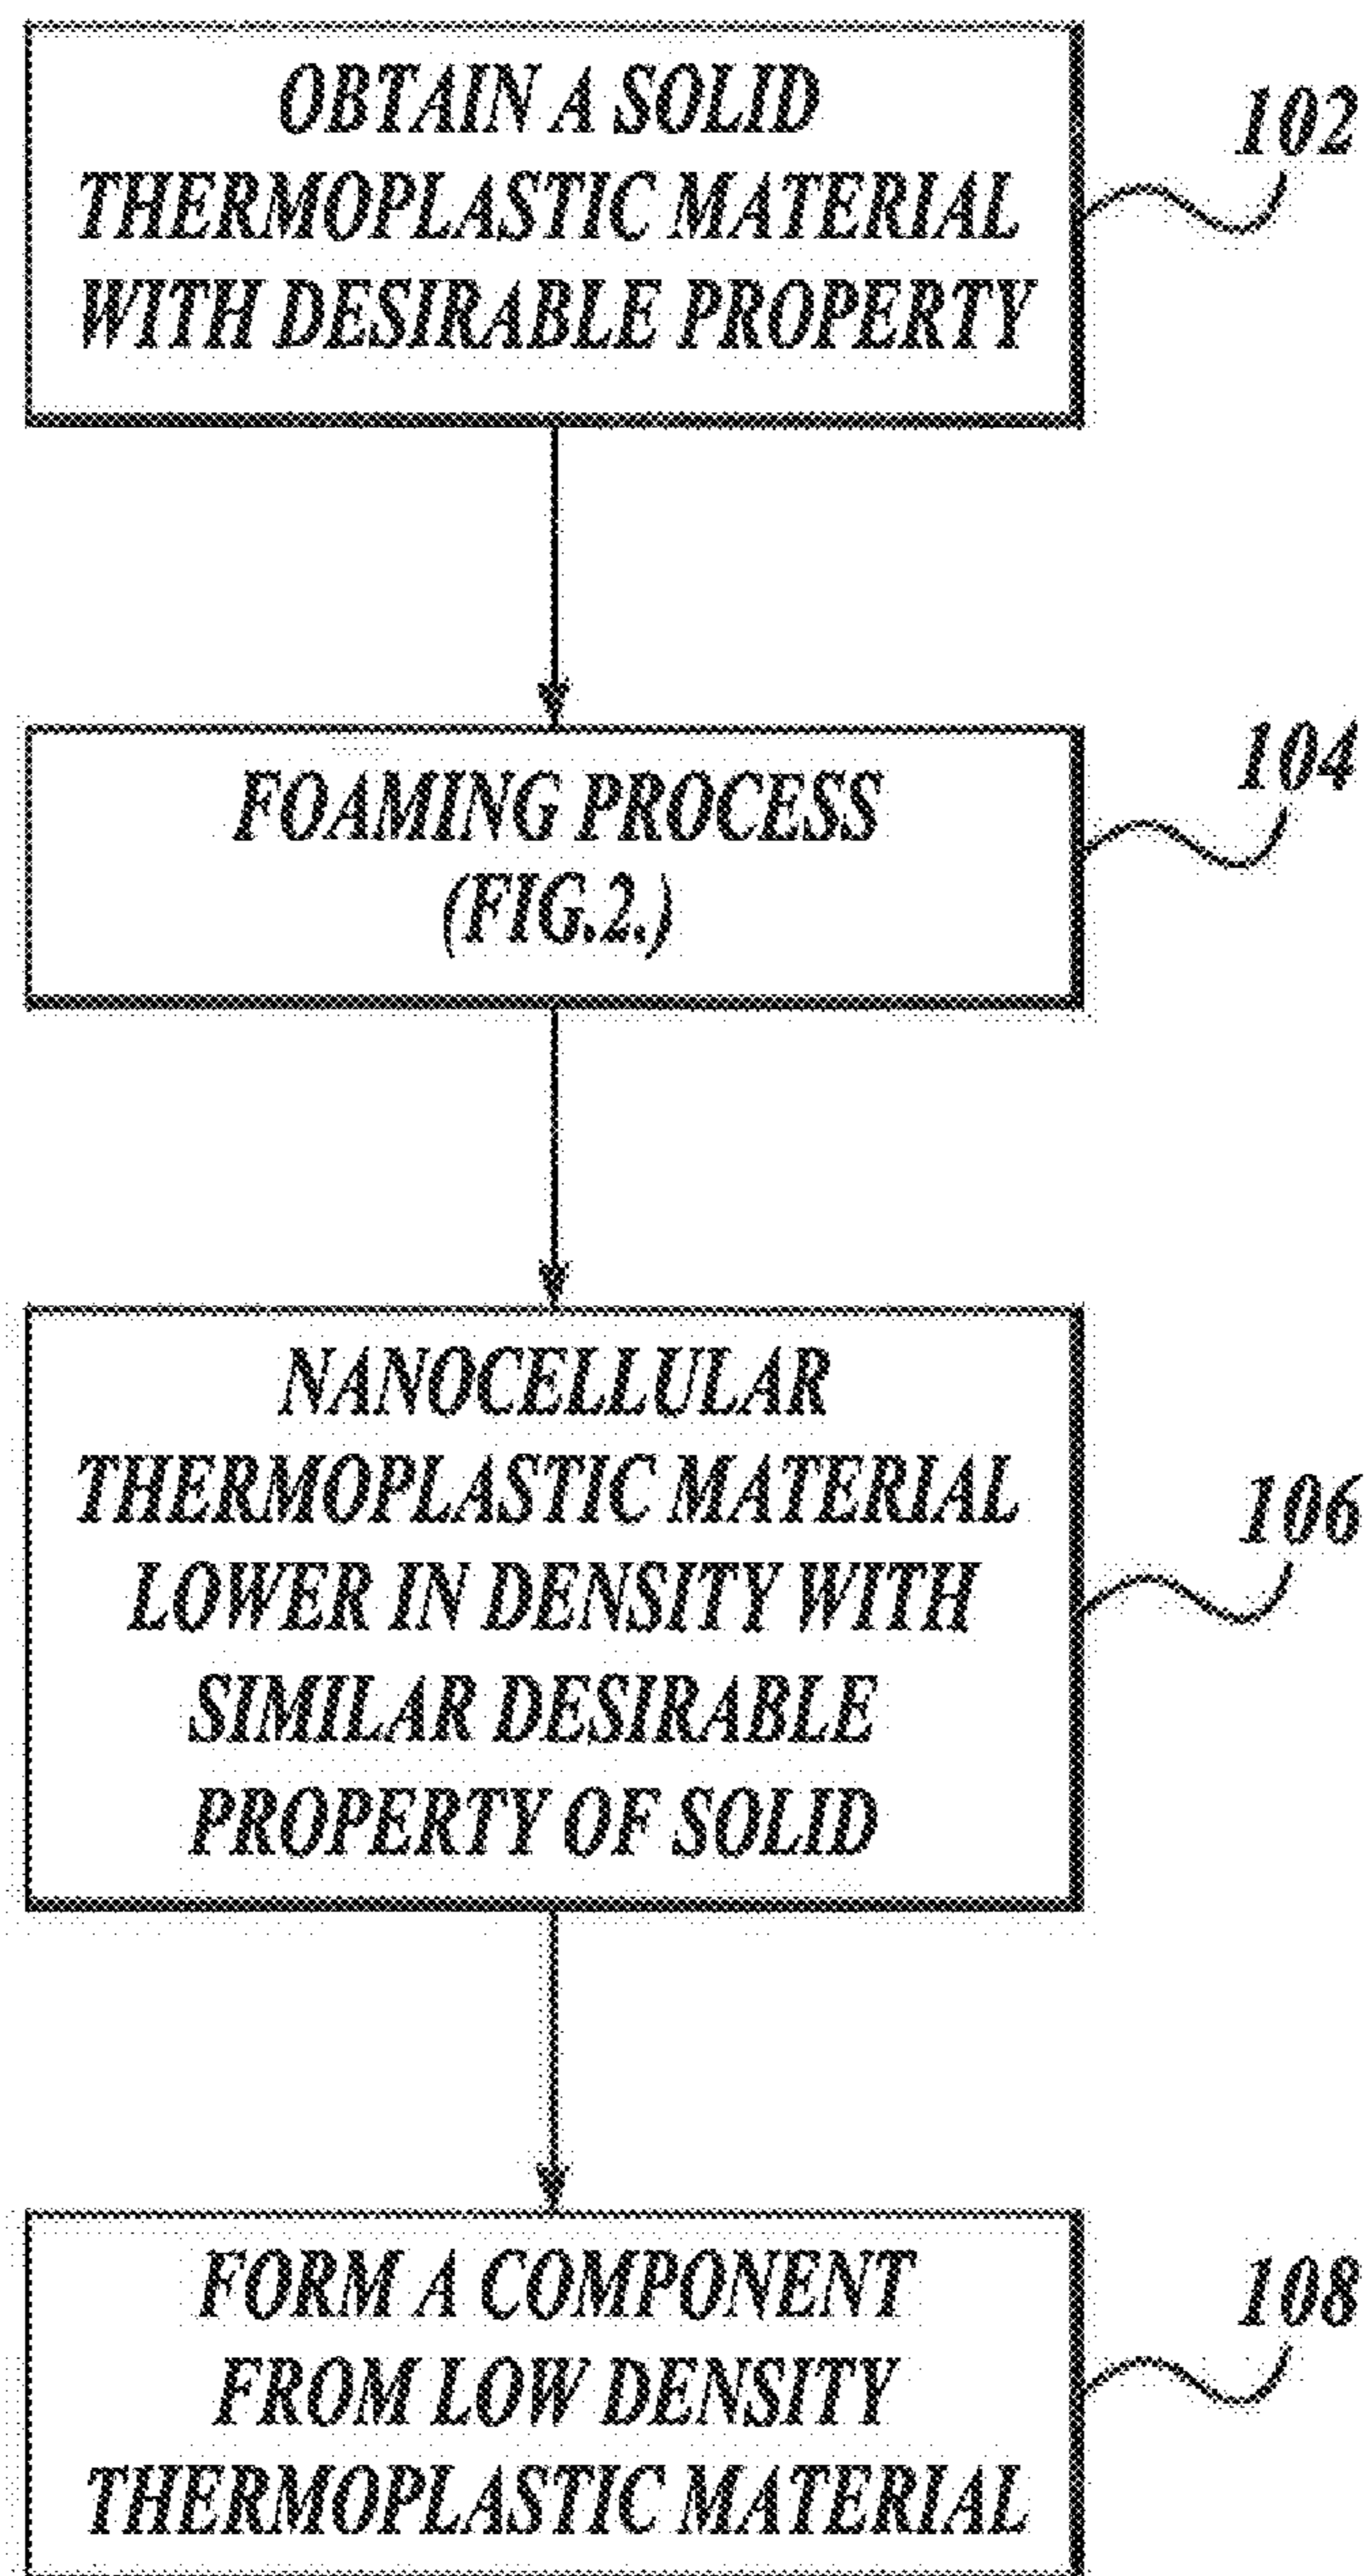 OBTAIN A SOLID
THERMOPLASTIC MATERIAL
WITH DESIRABLE PROPERTY
102
FOAMING PROCESS
(FIG.2.)
104
NANOCELLULAR
THERMOPLASTIC MATERIAL
LOWER IN DENSITY WITH
SIMILAR DESIRABLE
PROPERTY OF SOLID
106
FORM A COMPONENT
FROM LOW DENSITY
THERMOPLASTIC MATERIAL
108